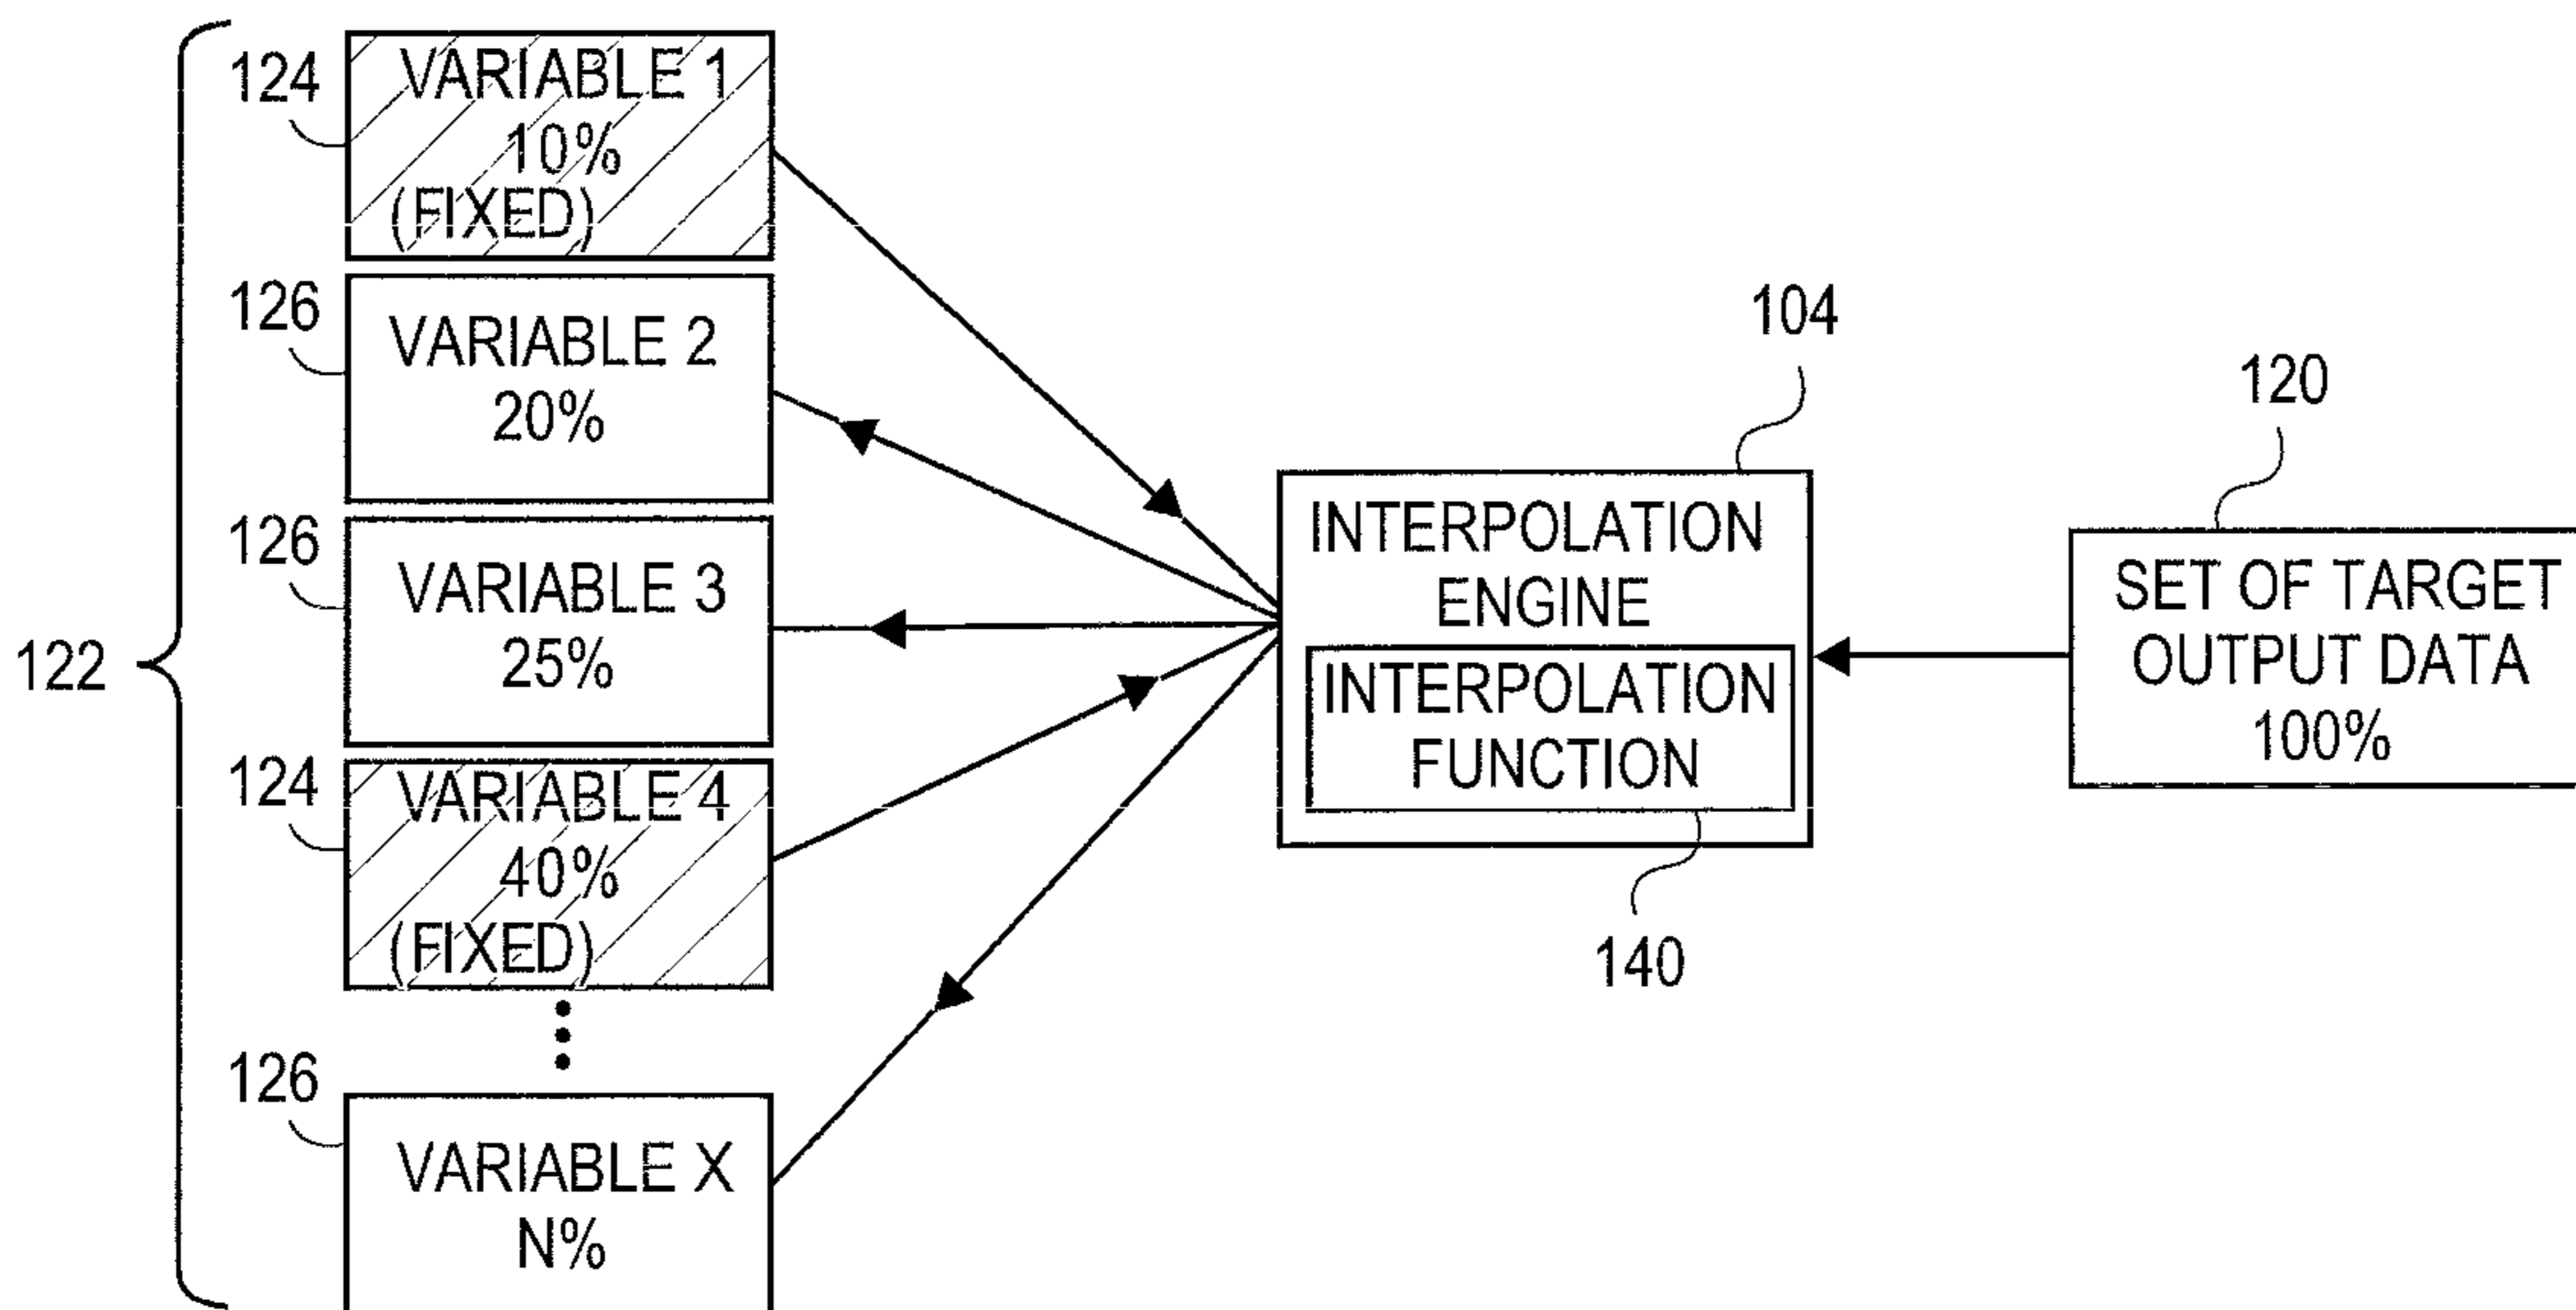 122
124
VARIABLE 1
10%
(FIXED)
126
VARIABLE 2
20%
126
VARIABLE 3
25%
124
VARIABLE 4
40%
(FIXED)
126
VARIABLE X
N%
104
INTERPOLATION
ENGINE
INTERPOLATION
FUNCTION
140
120
SET OF TARGET
OUTPUT DATA
100%